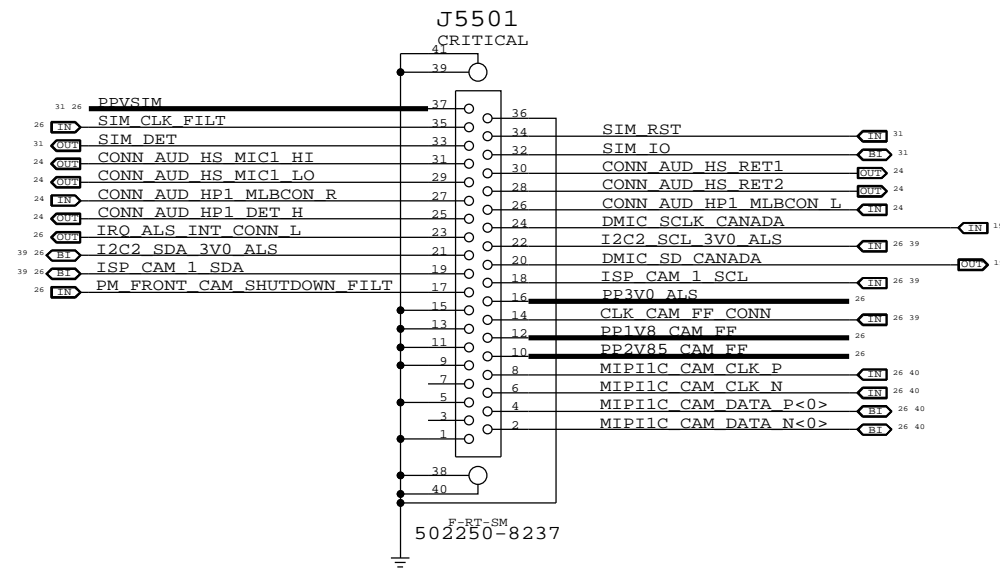 J5501
CRITICAL
41
39
31 26 PPVSIM 37
36
26 IN SIM_CLK_FILT 35
34 SIM_RST IN 31
31 OUT SIM_DET 33
32 SIM_IO BI 31
24 OUT CONN_AUD_HS_MIC1_HI 31
30 CONN_AUD_HS_RET1 OUT 24
24 OUT CONN_AUD_HS_MIC1_LO 29
28 CONN_AUD_HS_RET2 OUT 24
24 IN CONN_AUD_HP1_MLBCON_R 27
26 CONN_AUD_HP1_MLBCON_L IN 24
24 OUT CONN_AUD_HP1_DET_H 25
24 DMIC_SCLK_CANADA IN
26 OUT IRQ_ALS_INT_CONN_L 23
22 I2C2_SCL_3V0_ALS IN 26 39
39 26 BI I2C2_SDA_3V0_ALS 21
20 DMIC_SD_CANADA OUT
39 26 BI ISP_CAM_1_SDA 19
18 ISP_CAM_1_SCL IN 26 39
26 IN PM_FRONT_CAM_SHUTDOWN_FILT 17
16 PP3V0_ALS 26
15
14 CLK_CAM_FF_CONN IN 26 39
13
12 PP1V8_CAM_FF 26
11
10 PP2V85_CAM_FF 26
9
8 MIPI1C_CAM_CLK_P IN 26 40
7
6 MIPI1C_CAM_CLK_N IN 26 40
5
4 MIPI1C_CAM_DATA_P<0> BI 26 40
3
2 MIPI1C_CAM_DATA_N<0> BI 26 40
1
38
40
F-RT-SM
502250-8237